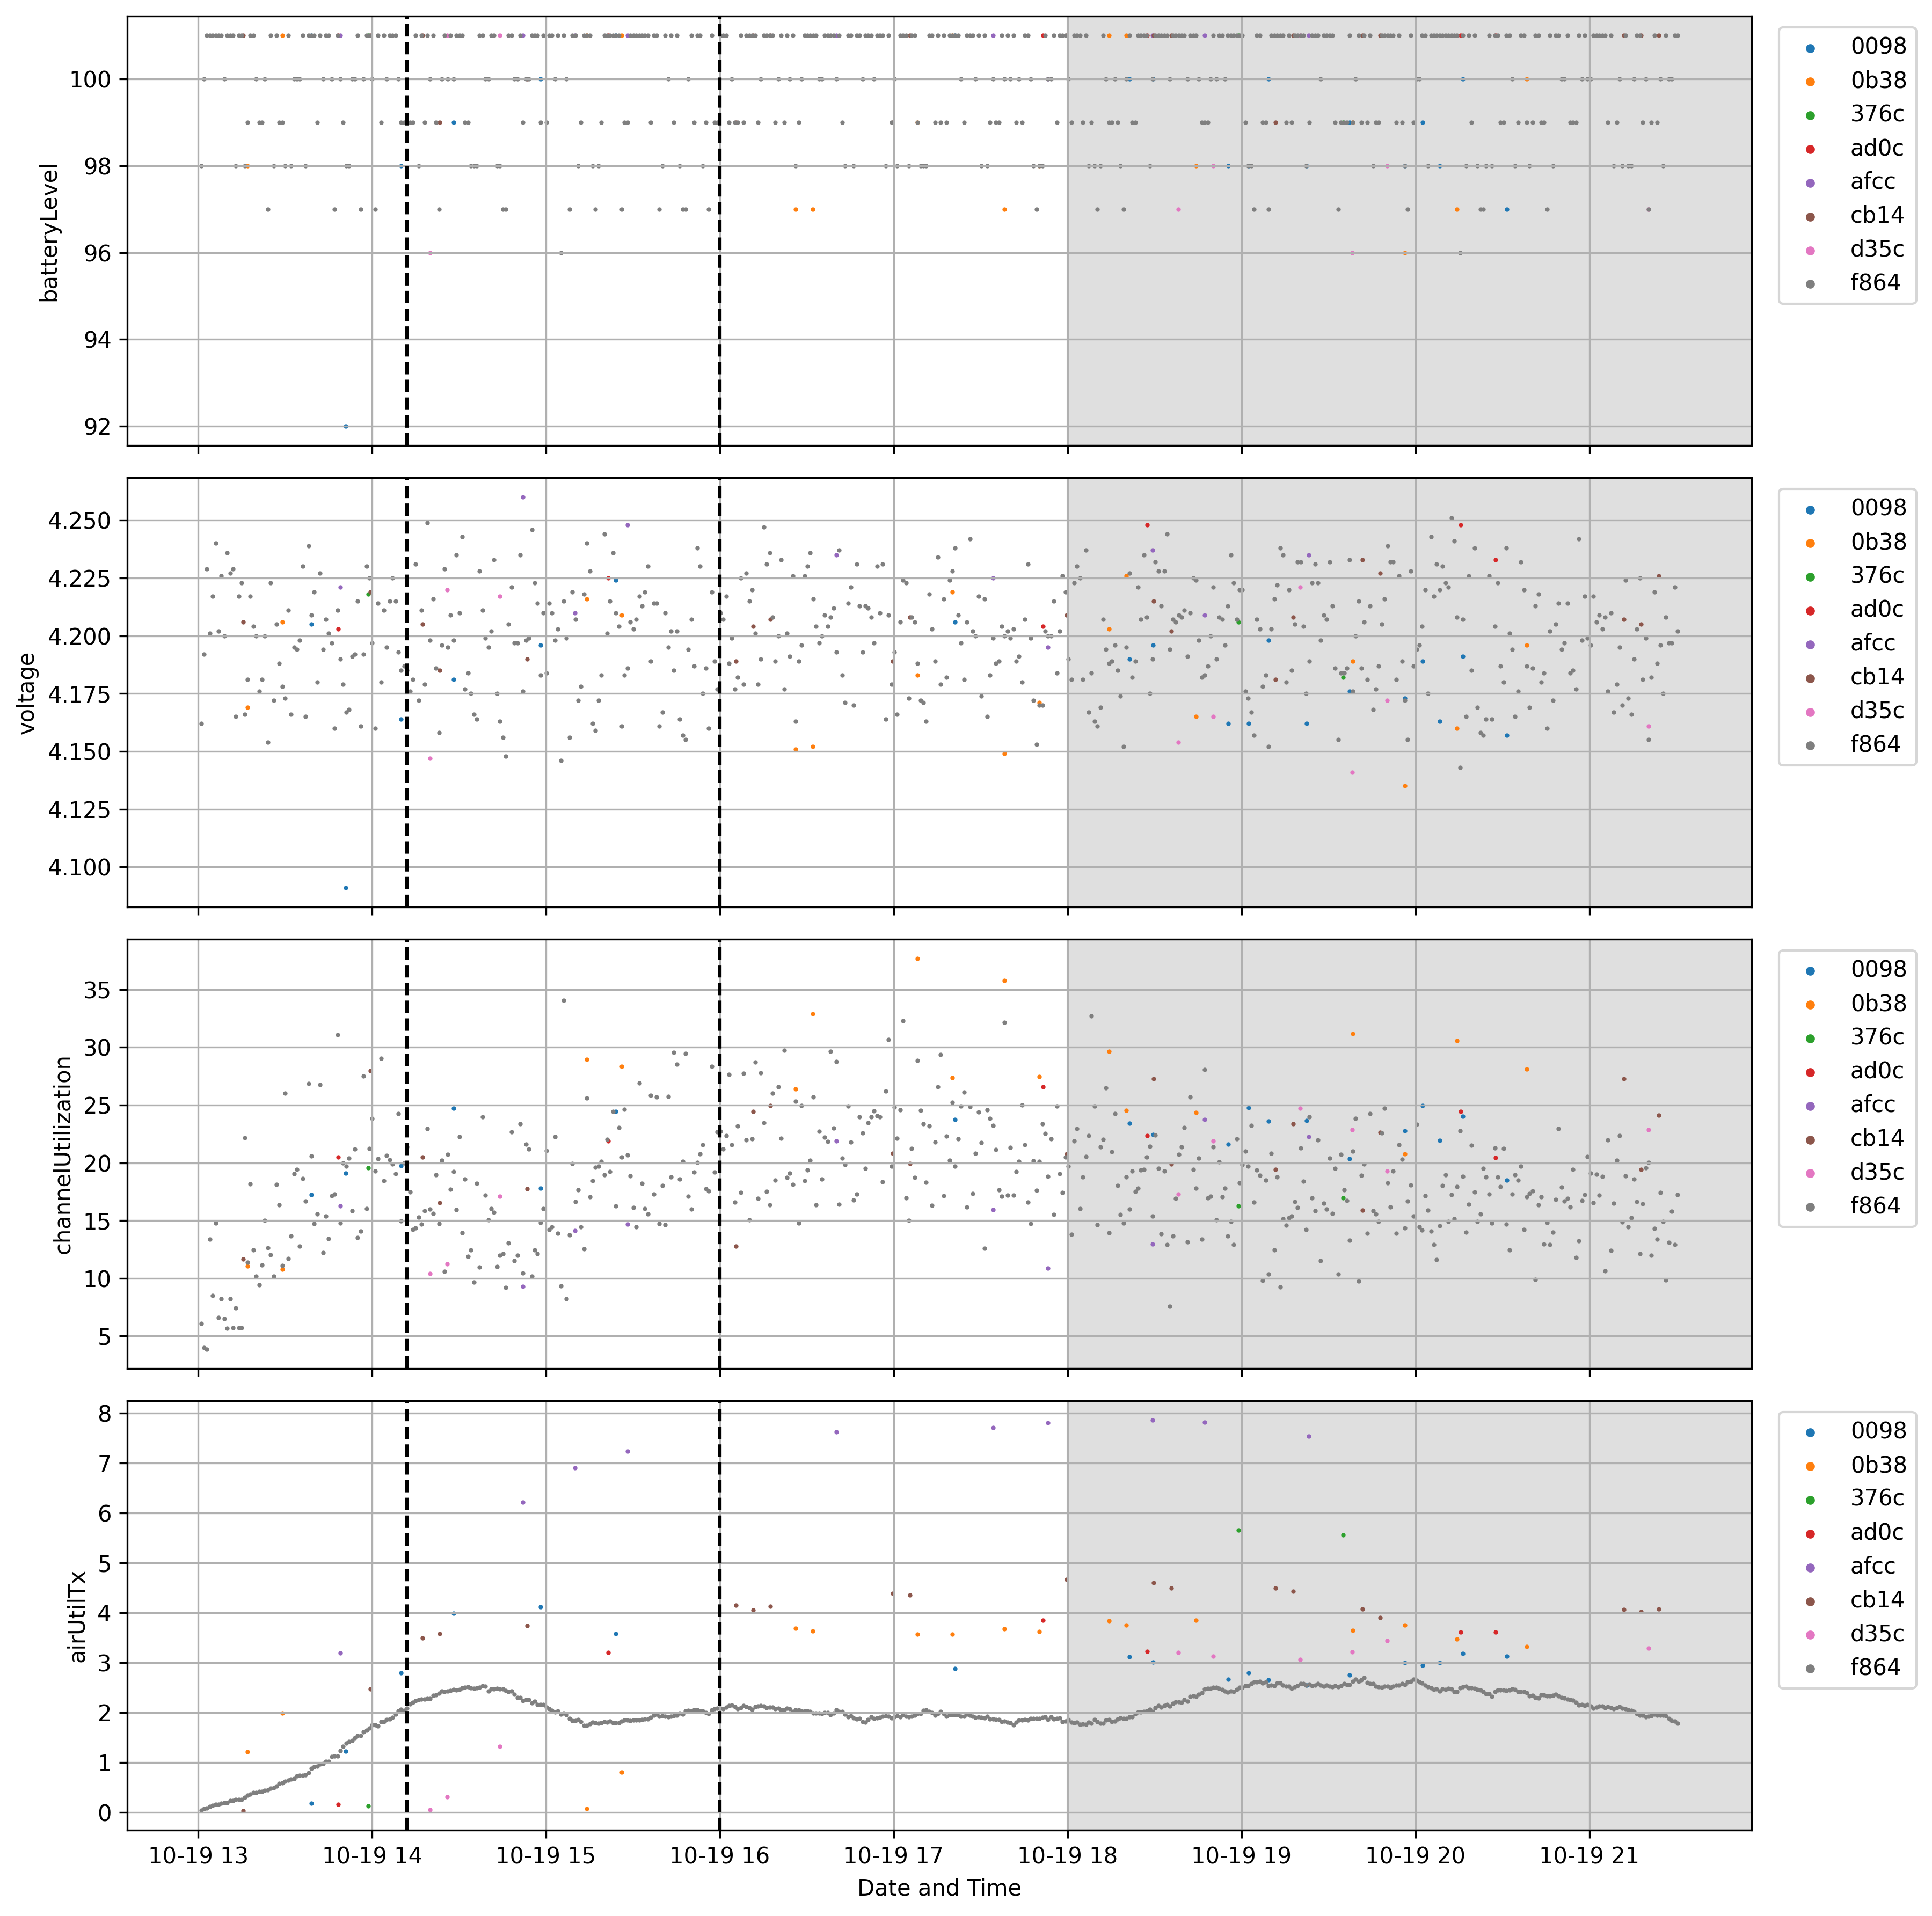 batteryLevel
100
98
96
94
92
0098
0b38
376c
ad0c
afcc
cb14
d35c
f864
voltage
4.250
4.225
4.200
4.175
4.150
4.125
4.100
0098
0b38
376c
ad0c
afcc
cb14
d35c
f864
channelUtilization
35
30
25
20
15
10
5
0098
0b38
376c
ad0c
afcc
cb14
d35c
f864
airUtilTx
8
7
6
5
4
3
2
1
0
0098
0b38
376c
ad0c
afcc
cb14
d35c
f864
10-19 13 10-19 14 10-19 15 10-19 16 10-19 17 10-19 18 10-19 19 10-19 20 10-19 21
Date and Time